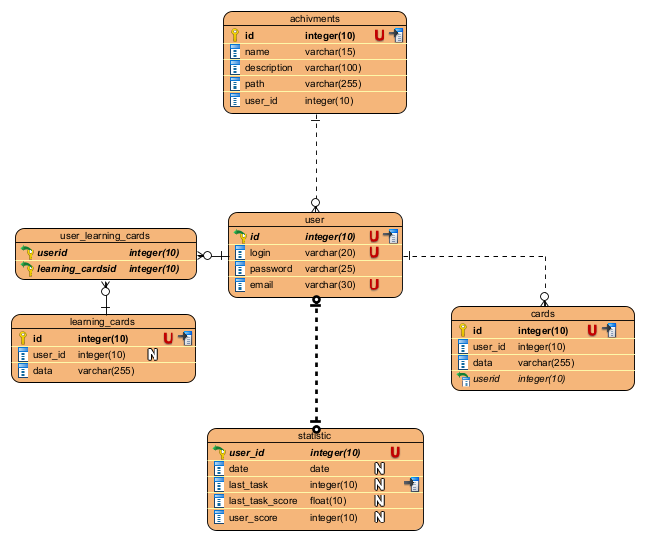 achivments
id integer(10) U
name varchar(15)
description varchar(100)
path varchar(255)
user_id integer(10)
user
id integer(10) U
login varchar(20) U
password varchar(25)
email varchar(30) U
user_learning_cards
userid integer(10)
learning_cardsid integer(10)
learning_cards
id integer(10) U
user_id integer(10) N
data varchar(255)
cards
id integer(10) U
user_id integer(10)
data varchar(255)
userid integer(10)
statistic
user_id integer(10) U
date date N
last_task integer(10) N
last_task_score float(10) N
user_score integer(10) N